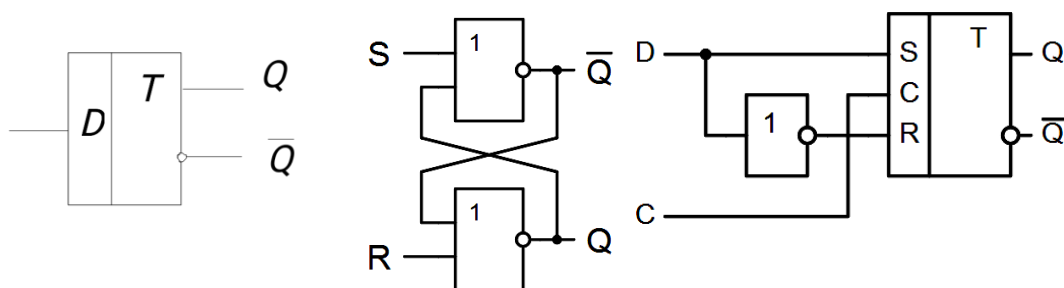 D T Q
Q̅
S 1 Q̅
R 1 Q
D S T Q
C
1 R Q̅
C